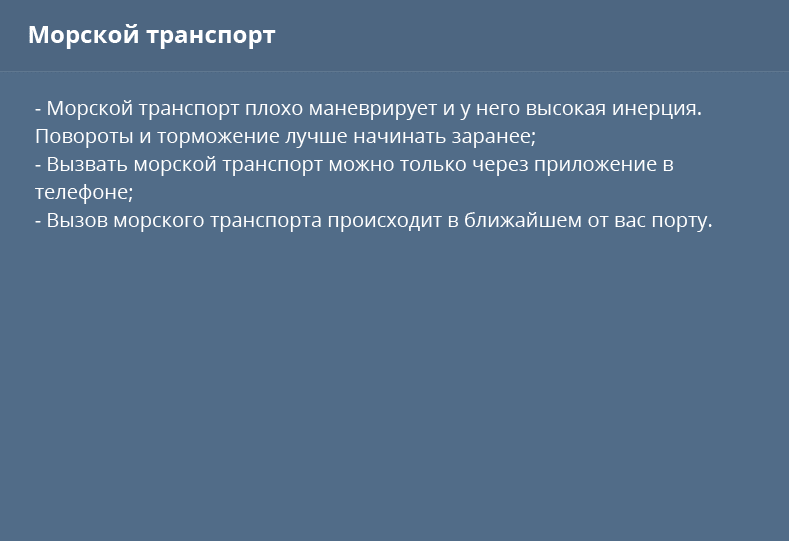 Морской транспорт
- Морской транспорт плохо маневрирует и у него высокая инерция.
Повороты и торможение лучше начинать заранее;
- Вызвать морской транспорт можно только через приложение в
телефоне;
- Вызов морского транспорта происходит в ближайшем от вас порту.